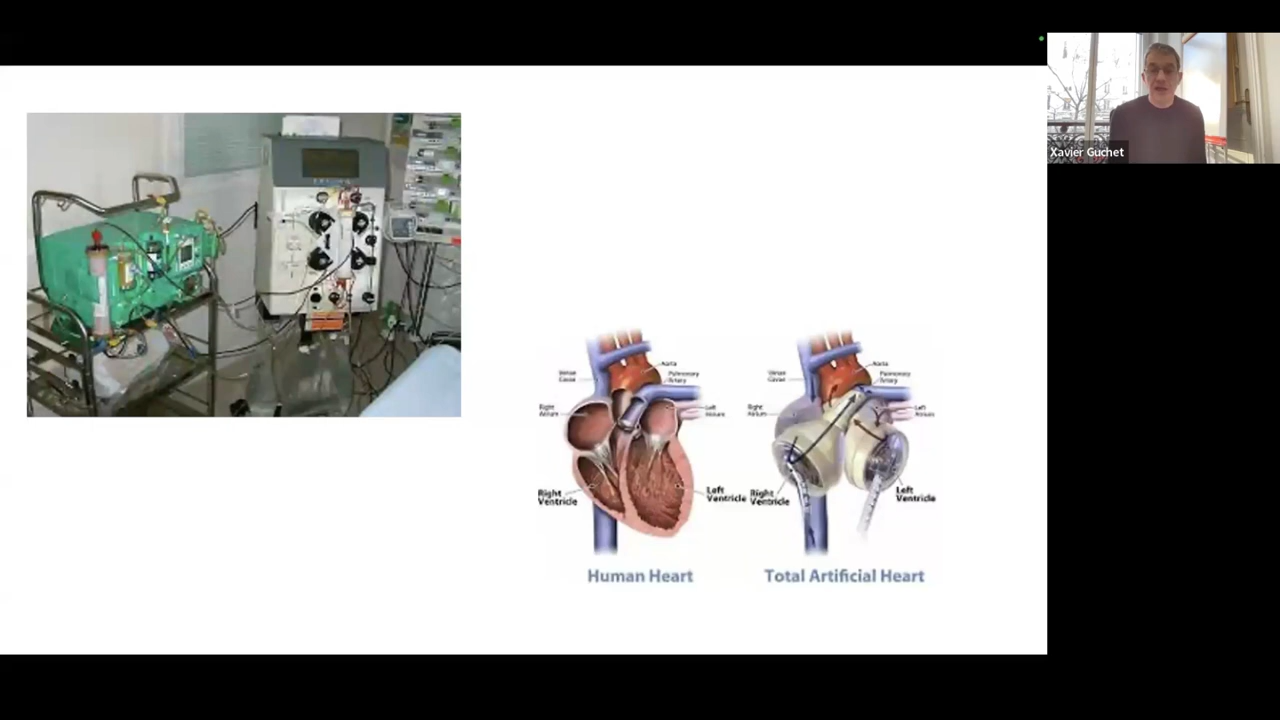 Xavier Guchet
Venae
Cavae
Aorta
Pulmonary
Artery
Right
Atrium
Left
Atrium
Right
Ventricle
Left
Ventricle
Human Heart
Venae
Cavae
Aorta
Pulmonary
Artery
Right
Atrium
Left
Atrium
Right
Ventricle
Left
Ventricle
Total Artificial Heart